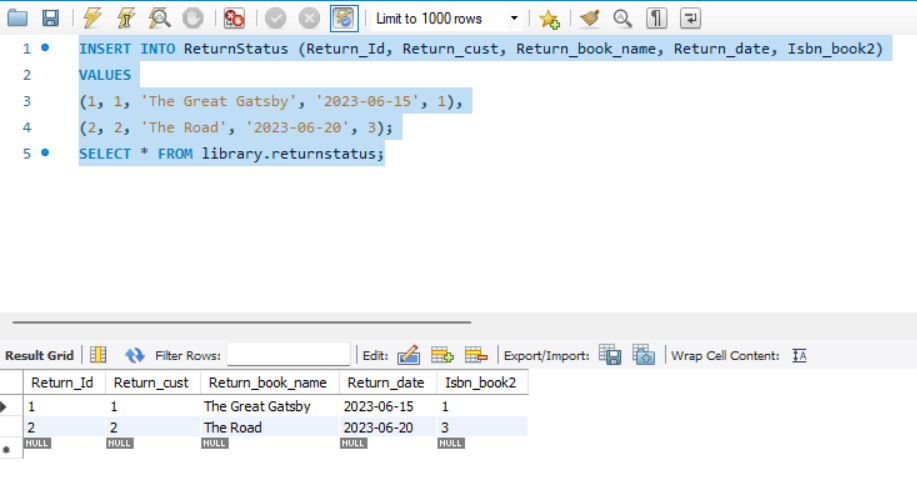 Limit to 1000 rows
1 INSERT INTO ReturnStatus (Return_Id, Return_cust, Return_book_name, Return_date, Isbn_book2)
2 VALUES
3 (1, 1, 'The Great Gatsby', '2023-06-15', 1),
4 (2, 2, 'The Road', '2023-06-20', 3);
5 SELECT * FROM library.returnstatus;
Result Grid Filter Rows: Edit: Export/Import: Wrap Cell Content: IA
Return_Id Return_cust Return_book_name Return_date Isbn_book2
1 1 The Great Gatsby 2023-06-15 1
2 2 The Road 2023-06-20 3
NULL NULL NULL NULL NULL